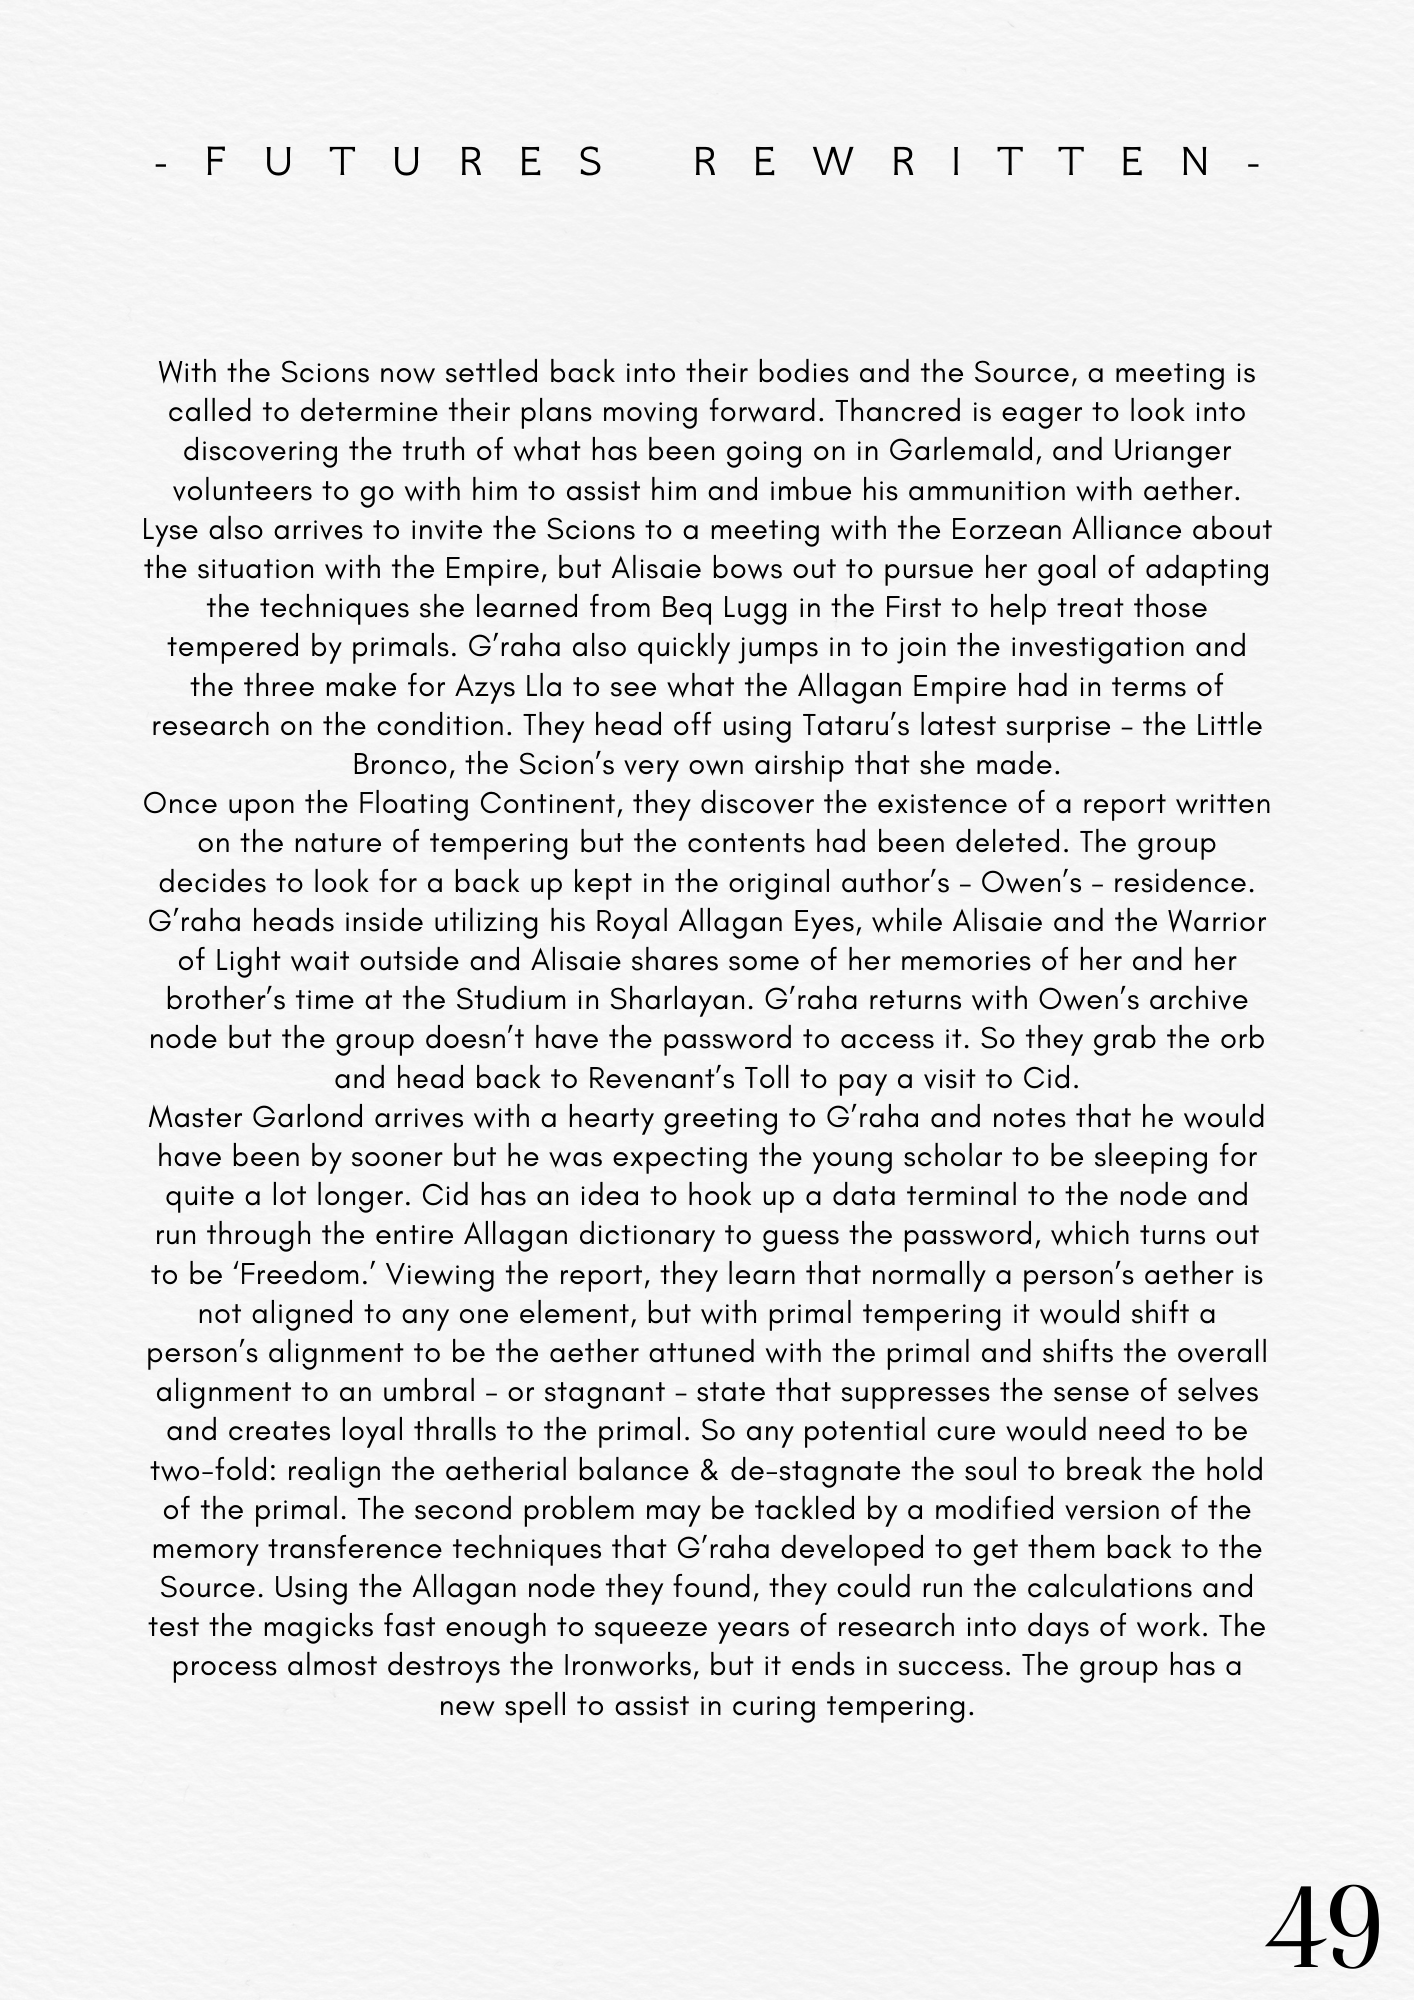 - FUTURES REWRITTEN -
With the Scions now settled back into their bodies and the Source, a meeting is
called to determine their plans moving forward. Thancred is eager to look into
discovering the truth of what has been going on in Garlemald, and Urianger
volunteers to go with him to assist him and imbue his ammunition with aether.
Lyse also arrives to invite the Scions to a meeting with the Eorzean Alliance about
the situation with the Empire, but Alisaie bows out to pursue her goal of adapting
the techniques she learned from Beq Lugg in the First to help treat those
tempered by primals. G’raha also quickly jumps in to join the investigation and
the three make for Azys Lla to see what the Allagan Empire had in terms of
research on the condition. They head off using Tataru’s latest surprise – the Little
Bronco, the Scion’s very own airship that she made.
Once upon the Floating Continent, they discover the existence of a report written
on the nature of tempering but the contents had been deleted. The group
decides to look for a back up kept in the original author’s – Owen’s – residence.
G’raha heads inside utilizing his Royal Allagan Eyes, while Alisaie and the Warrior
of Light wait outside and Alisaie shares some of her memories of her and her
brother’s time at the Studium in Sharlayan. G’raha returns with Owen’s archive
node but the group doesn’t have the password to access it. So they grab the orb
and head back to Revenant’s Toll to pay a visit to Cid.
Master Garlond arrives with a hearty greeting to G’raha and notes that he would
have been by sooner but he was expecting the young scholar to be sleeping for
quite a lot longer. Cid has an idea to hook up a data terminal to the node and
run through the entire Allagan dictionary to guess the password, which turns out
to be ‘Freedom.’ Viewing the report, they learn that normally a person’s aether is
not aligned to any one element, but with primal tempering it would shift a
person’s alignment to be the aether attuned with the primal and shifts the overall
alignment to an umbral – or stagnant – state that suppresses the sense of selves
and creates loyal thralls to the primal. So any potential cure would need to be
two-fold: realign the aetherial balance & de-stagnate the soul to break the hold
of the primal. The second problem may be tackled by a modified version of the
memory transference techniques that G’raha developed to get them back to the
Source. Using the Allagan node they found, they could run the calculations and
test the magicks fast enough to squeeze years of research into days of work. The
process almost destroys the Ironworks, but it ends in success. The group has a
new spell to assist in curing tempering.
49